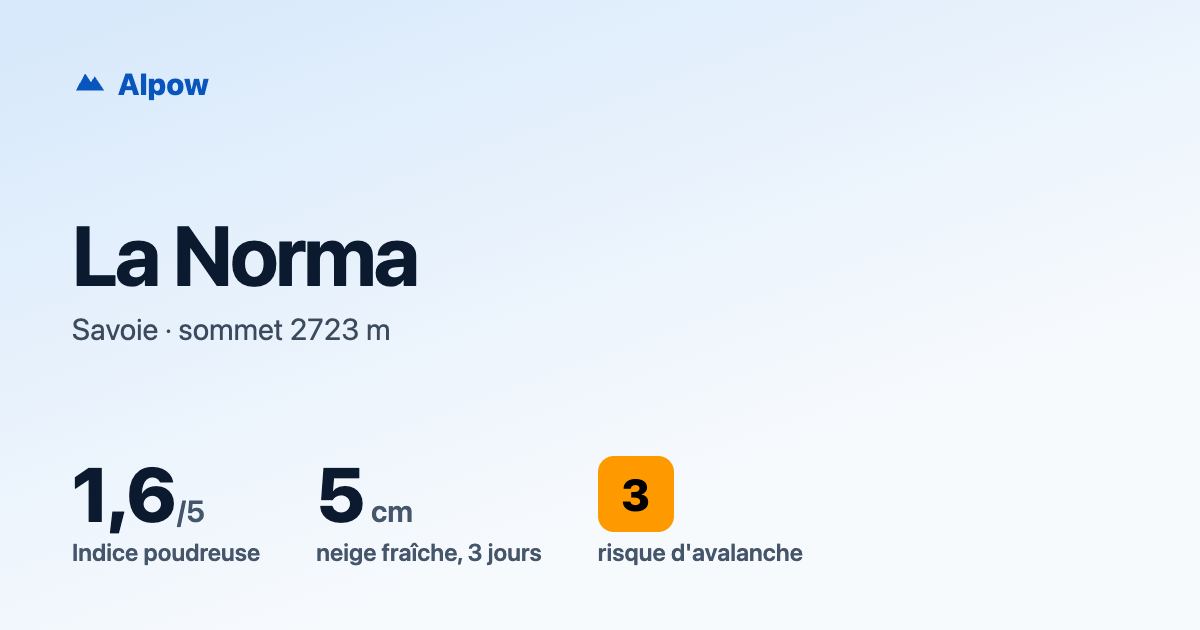 Alpow
La Norma
Savoie · sommet 2723 m
1,6/5
Indice poudreuse
5 cm
neige fraîche, 3 jours
3
risque d'avalanche